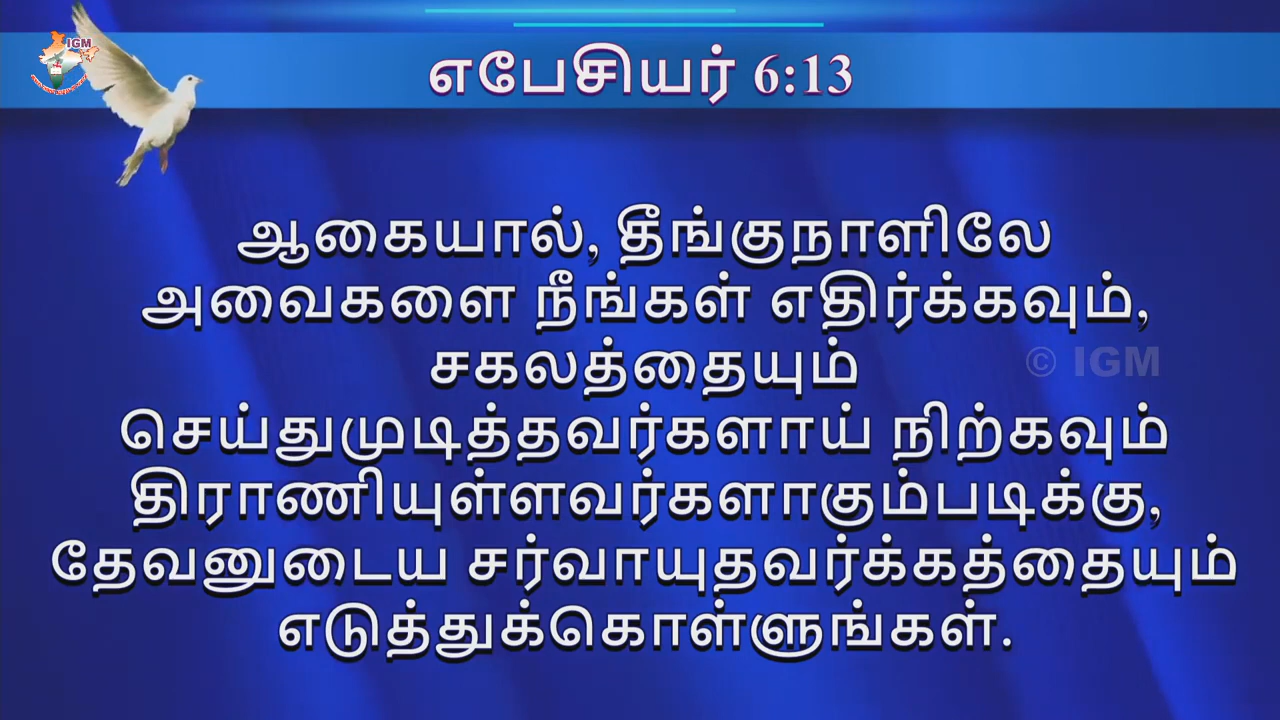 IGM
எபேசியர் 6:13
ஆகையால், தீங்குநாளிலே
அவைகளை நீங்கள் எதிர்க்கவும்,
சகலத்தையும்
© IGM
செய்துமுடித்தவர்களாய் நிற்கவும்
திராணியுள்ளவர்களாகும்படிக்கு,
தேவனுடைய சர்வாயுதவர்க்கத்தையும்
எடுத்துக்கொள்ளுங்கள்.